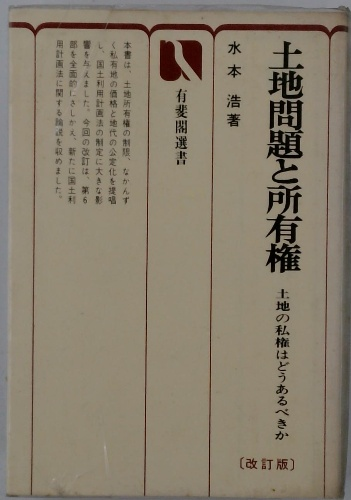 土地問題と所有権
土地の私権はどうあるべきか
〔改訂版〕
水本 浩著
有斐閣選書
本書は、土地所有権の制限、なかんず
く私有地の価格と地代の公定化を提唱
し、国土利用計画法の制定に大きな影
響を与えました。今回の改訂は、第6
部を全面的にさしかえ、新たに国土利
用計画法に関する論説を収めました。